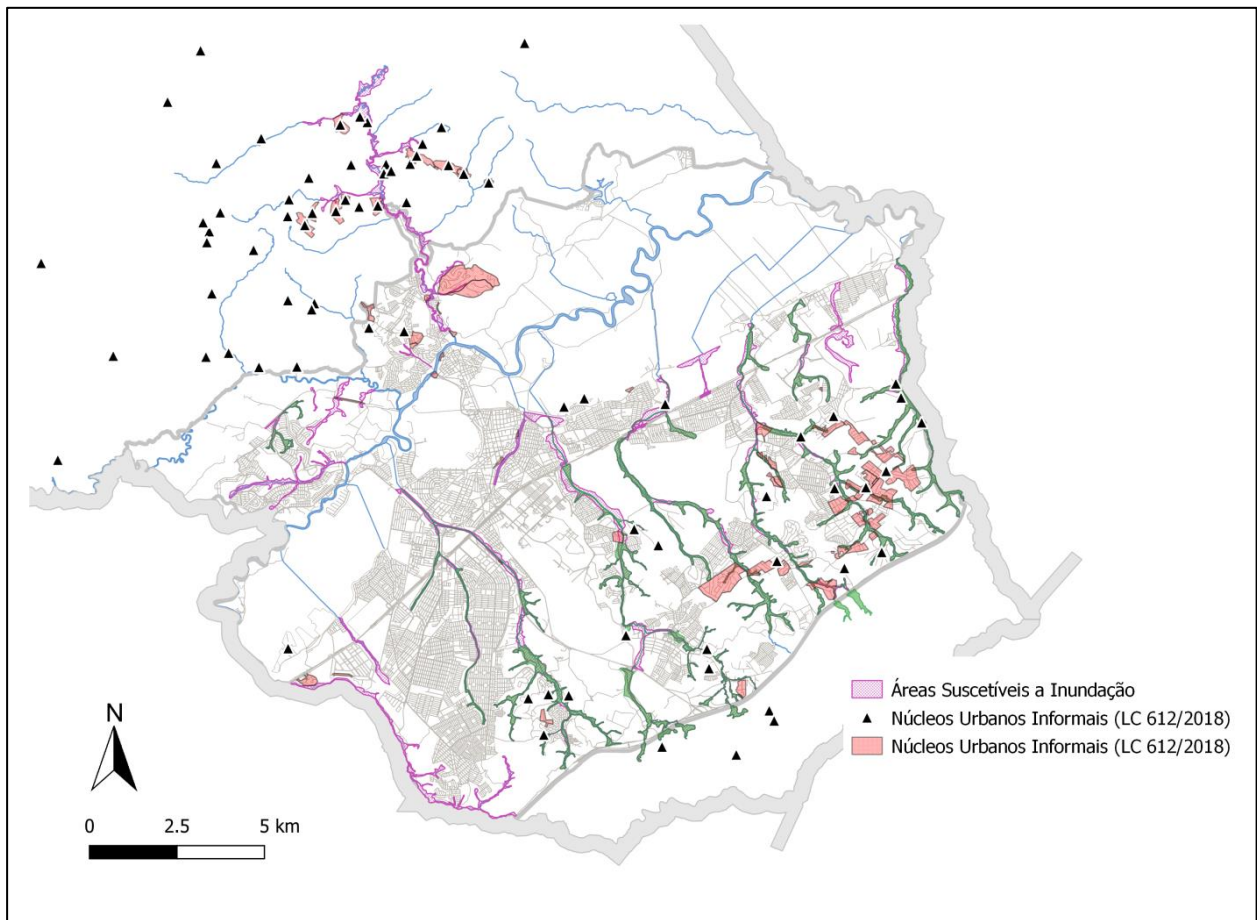 Áreas Suscetíveis a Inundação
Núcleos Urbanos Informais (LC 612/2018)
Núcleos Urbanos Informais (LC 612/2018)
N
0 2.5 5 km